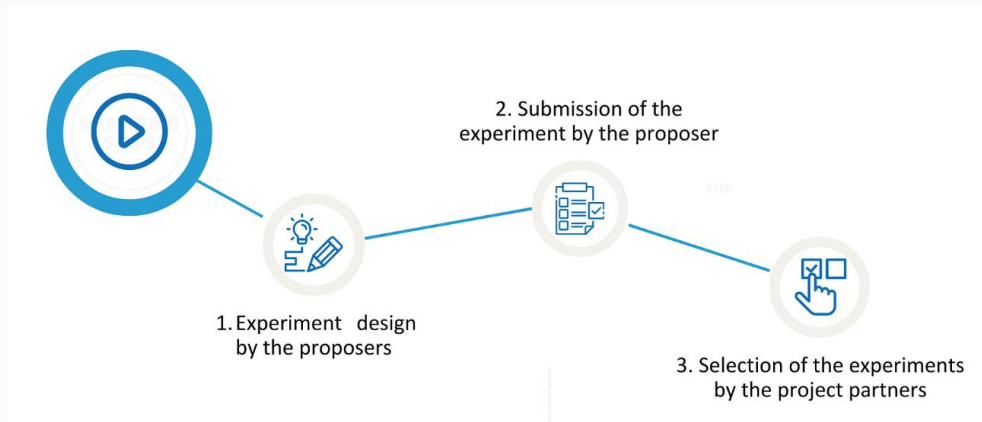 2. Submission of the
experiment by the proposer
STEP
1. Experiment design
by the proposers
3. Selection of the experiments
by the project partners